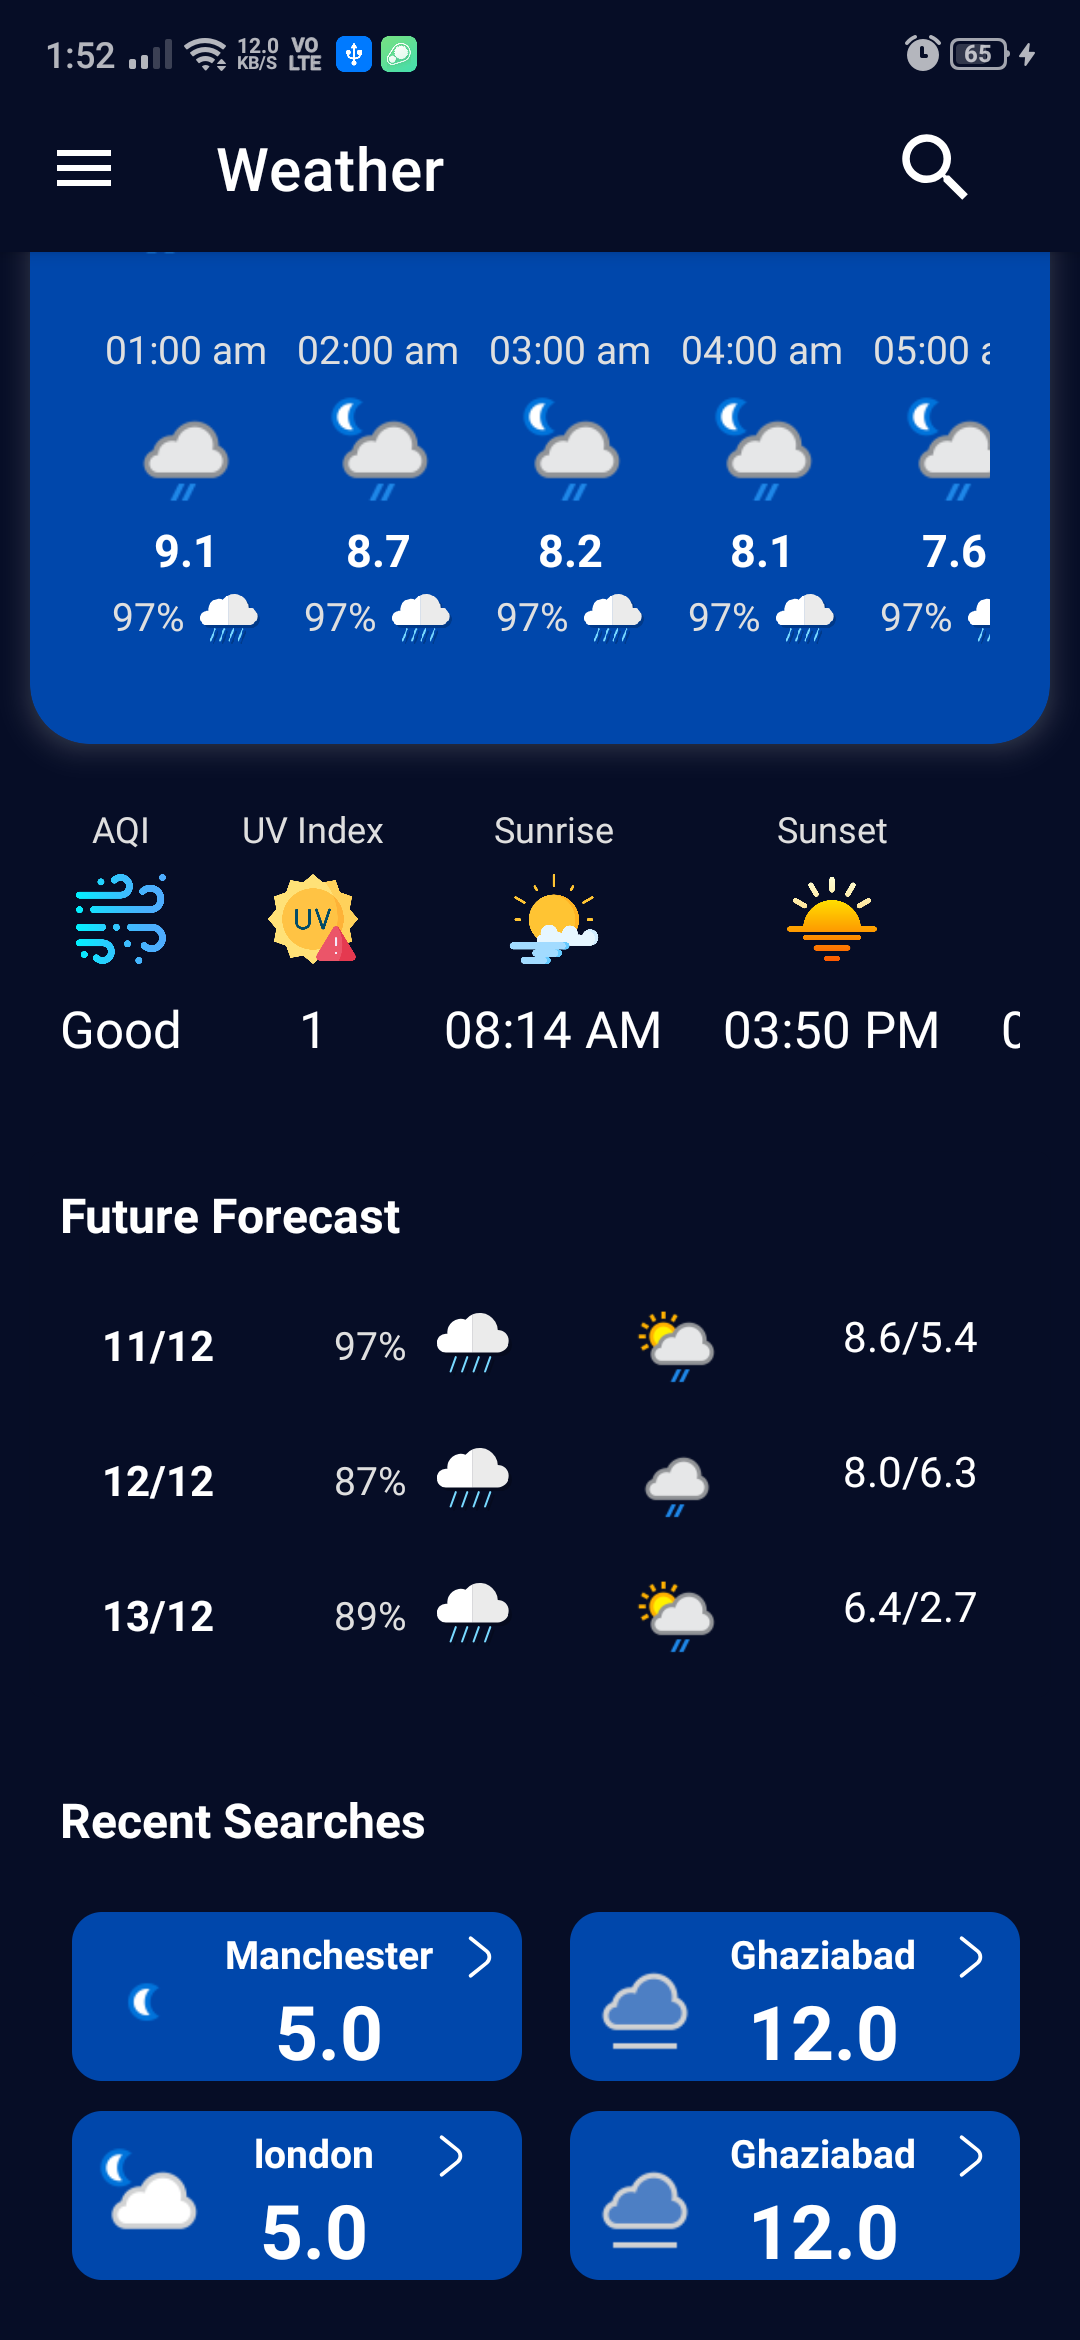 1:52 12.0 KB/S VO LTE 65
Weather
01:00 am 02:00 am 03:00 am 04:00 am 05:00
9.1 8.7 8.2 8.1 7.6
97% 97% 97% 97% 97%
AQI UV Index Sunrise Sunset
UV
Good 1 08:14 AM 03:50 PM
Future Forecast
11/12 97% 8.6/5.4
12/12 87% 8.0/6.3
13/12 89% 6.4/2.7
Recent Searches
Manchester Ghaziabad
5.0 12.0
london Ghaziabad
5.0 12.0